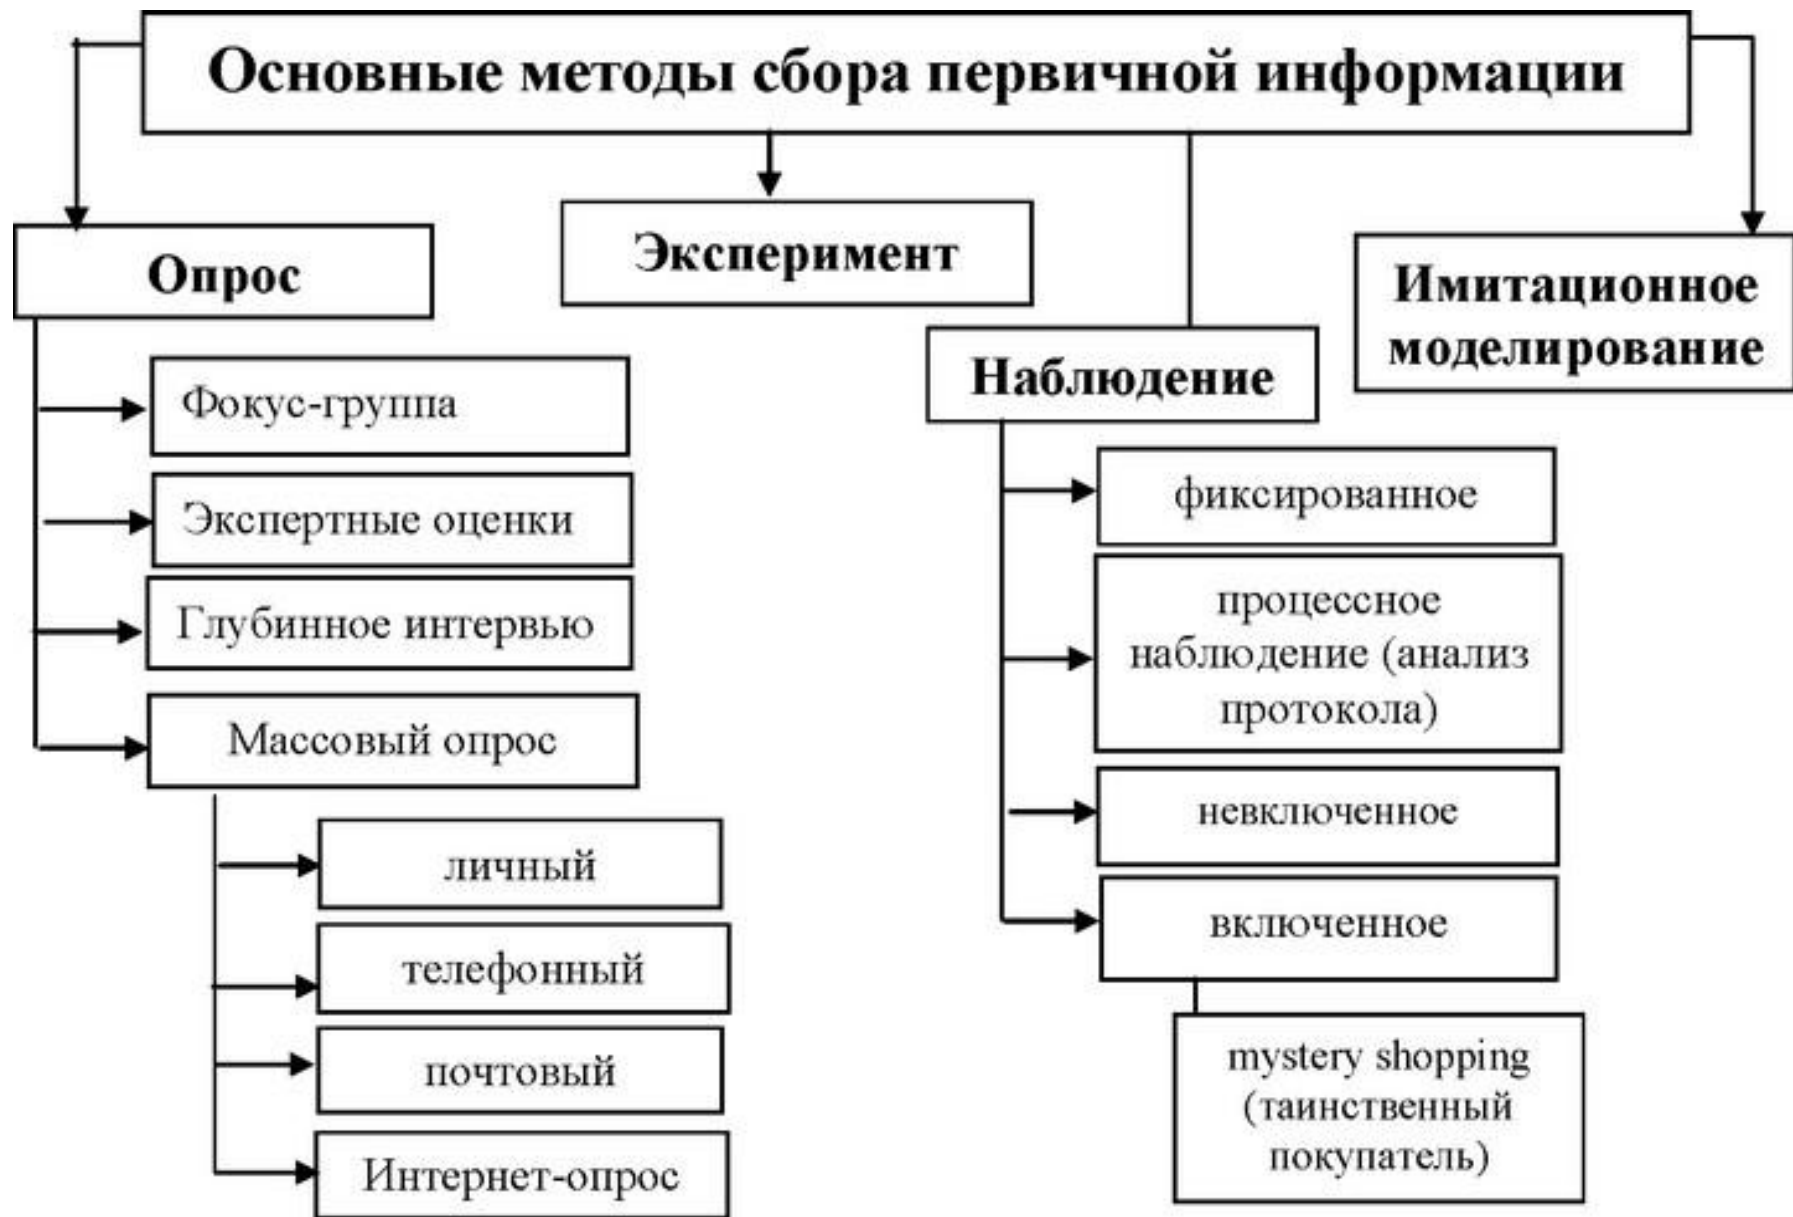 Основные методы сбора первичной информации
Опрос
Фокус-группа
Экспертные оценки
Глубинное интервью
Массовый опрос
личный
телефонный
почтовый
Интернет-опрос
Эксперимент
Наблюдение
фиксированное
процессное
наблюдение (анализ
протокола)
невключенное
включенное
mystery shopping
(таинственный
покупатель)
Имитационное
моделирование